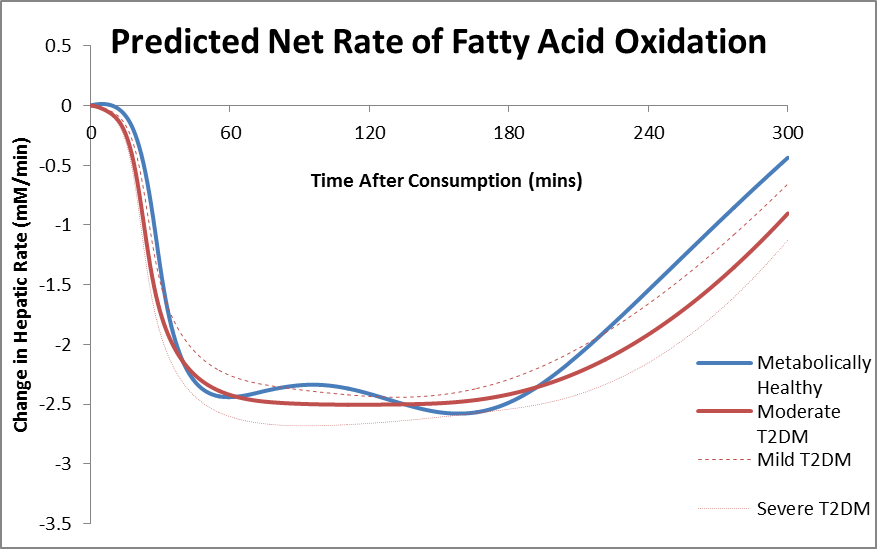 Predicted Net Rate of Fatty Acid Oxidation
0.5
0
-0.5
-1
-1.5
-2
-2.5
-3
-3.5
0 60 120 180 240 300
Time After Consumption (mins)
Change in Hepatic Rate (mM/min)
Metabolically
Healthy
Moderate
T2DM
Mild T2DM
Severe T2DM